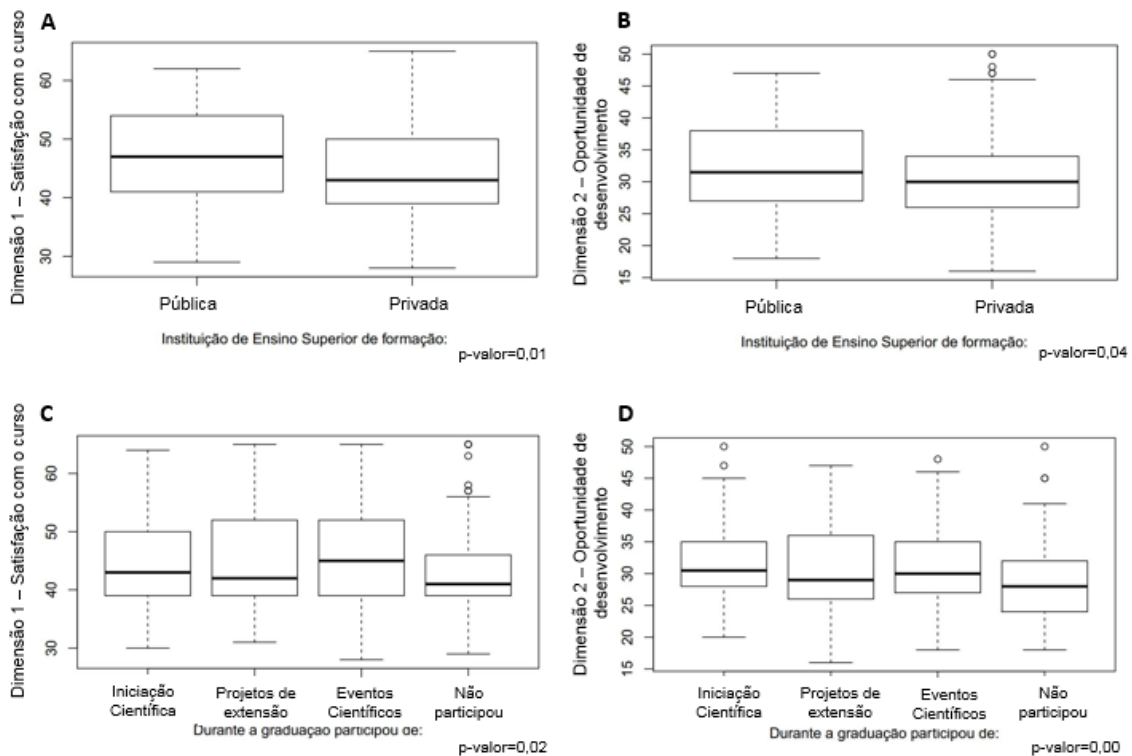 A
Dimensão 1 – Satisfação com o curso
60
50
40
30
Pública
Privada
Instituição de Ensino Superior de formação:
p-valor=0,01
B
Dimensão 2 – Oportunidade de
desenvolvimento
50
45
40
35
30
25
20
15
Pública
Privada
Instituição de Ensino Superior de formação:
p-valor=0,04
C
Dimensão 1 – Satisfação com o curso
60
50
40
30
Iniciação
Científica
Projetos de
extensão
Eventos
Científicos
Não
participou
Durante a graduação participou de:
p-valor=0,02
D
Dimensão 2 – Oportunidade de
desenvolvimento
50
45
40
35
30
25
20
15
Iniciação
Científica
Projetos de
extensão
Eventos
Científicos
Não
participou
Durante a graduação participou de:
p-valor=0,00